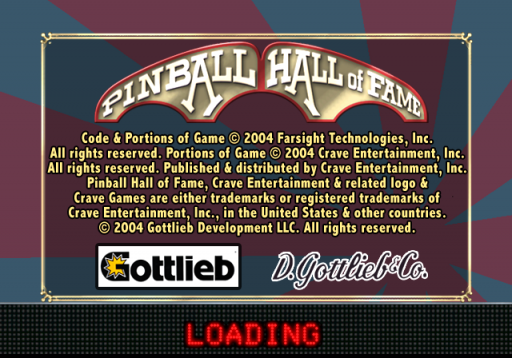 PINBALL HALL of FAME
Code & Portions of Game © 2004 Farsight Technologies, Inc.
All rights reserved. Portions of Game © 2004 Crave Entertainment, Inc.
All rights reserved. Published & distributed by Crave Entertainment, Inc.
Pinball Hall of Fame, Crave Entertainment & related logo &
Crave Games are either trademarks or registered trademarks of
Crave Entertainment, Inc., in the United States & other countries.
© 2004 Gottlieb Development LLC. All rights reserved.
Gottlieb D. Gottlieb & Co.
LOADING